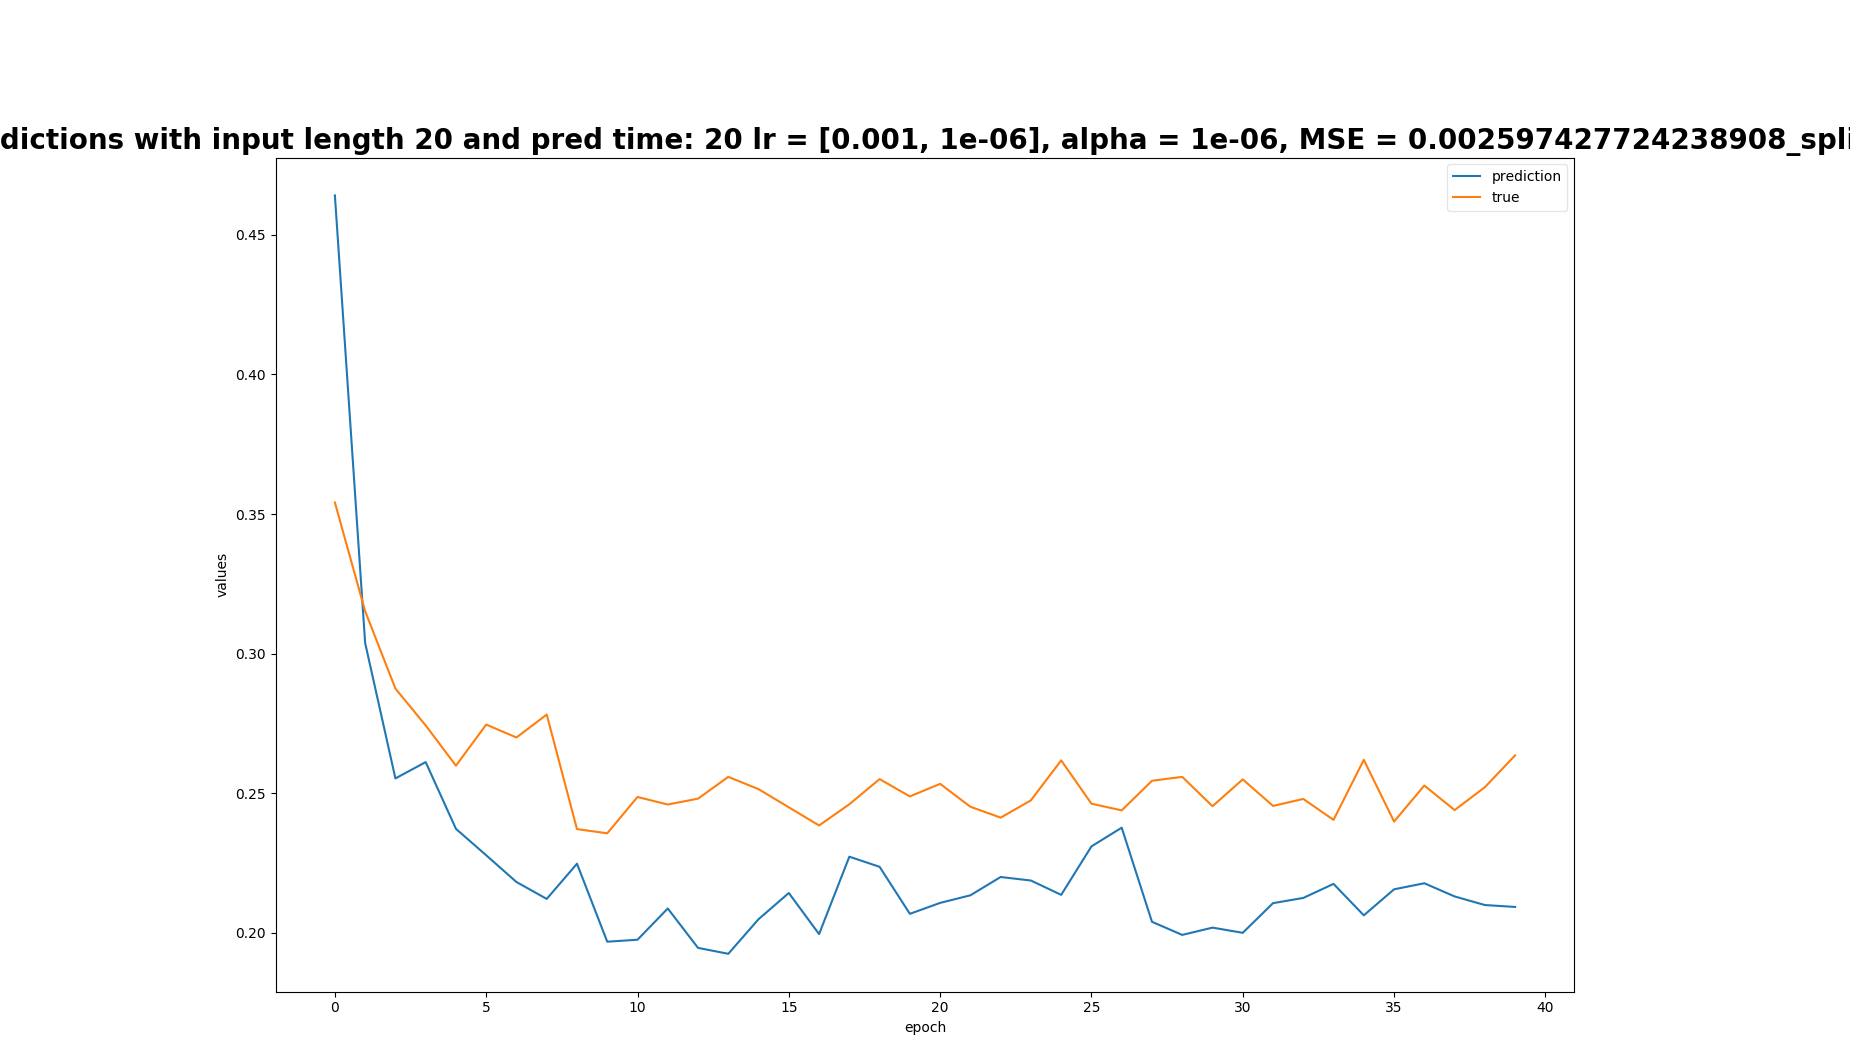 dictions with input length 20 and pred time: 20 lr = [0.001, 1e-06], alpha = 1e-06, MSE = 0.002597427724238908_spli
prediction
true
0.45
0.40
0.35
0.30
0.25
0.20
values
0 5 10 15 20 25 30 35 40
epoch